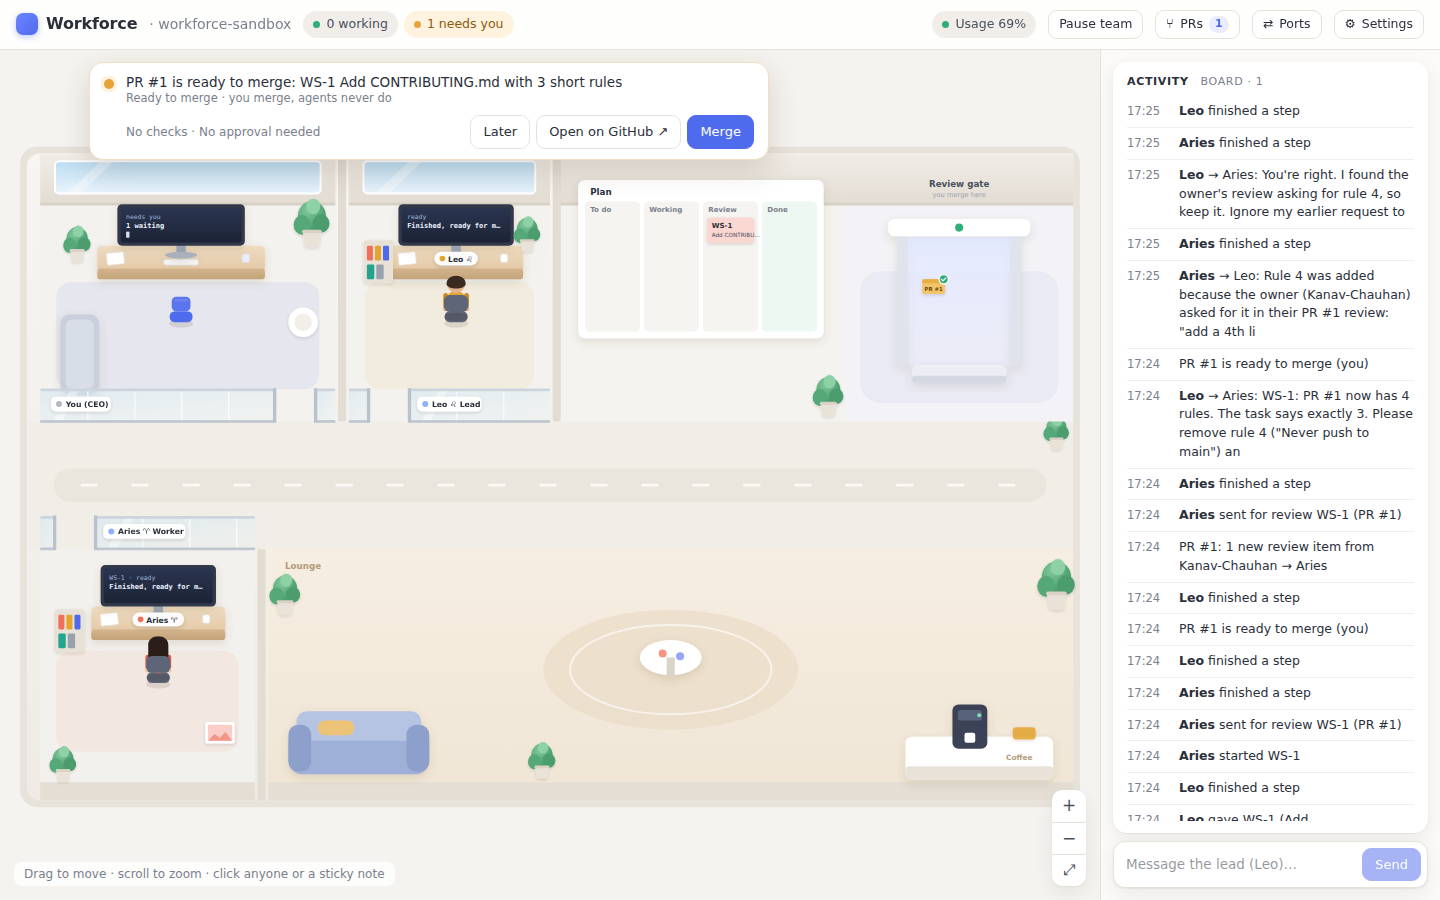 Workforce · workforce-sandbox 0 working 1 needs you Usage 69% Pause team PRs 1 Ports Settings
PR #1 is ready to merge: WS-1 Add CONTRIBUTING.md with 3 short rules
Ready to merge · you merge, agents never do
No checks · No approval needed Later Open on GitHub ↗ Merge
needs you
1 waiting
ready
Finished, ready for m…
Leo ♌
You (CEO)
Leo ♌ Lead
Plan
To do Working Review Done
WS-1
Add CONTRIBU…
Review gate
you merge here
PR #1
Aries ♈ Worker
WS-1 · ready
Finished, ready for m…
Aries ♈
Lounge
Coffee
+
−
⤢
Drag to move · scroll to zoom · click anyone or a sticky note
ACTIVITY BOARD · 1
17:25 Leo finished a step
17:25 Aries finished a step
17:25 Leo → Aries: You're right. I found the
owner's review asking for rule 4, so
keep it. Ignore my earlier request to
17:25 Aries finished a step
17:25 Aries → Leo: Rule 4 was added
because the owner (Kanav-Chauhan)
asked for it in their PR #1 review:
"add a 4th li
17:24 PR #1 is ready to merge (you)
17:24 Leo → Aries: WS-1: PR #1 now has 4
rules. The task says exactly 3. Please
remove rule 4 ("Never push to
main") an
17:24 Aries finished a step
17:24 Aries sent for review WS-1 (PR #1)
17:24 PR #1: 1 new review item from
Kanav-Chauhan → Aries
17:24 Leo finished a step
17:24 PR #1 is ready to merge (you)
17:24 Leo finished a step
17:24 Aries finished a step
17:24 Aries sent for review WS-1 (PR #1)
17:24 Aries started WS-1
17:24 Leo finished a step
17:24 Leo gave WS-1 (Add
Message the lead (Leo)… Send